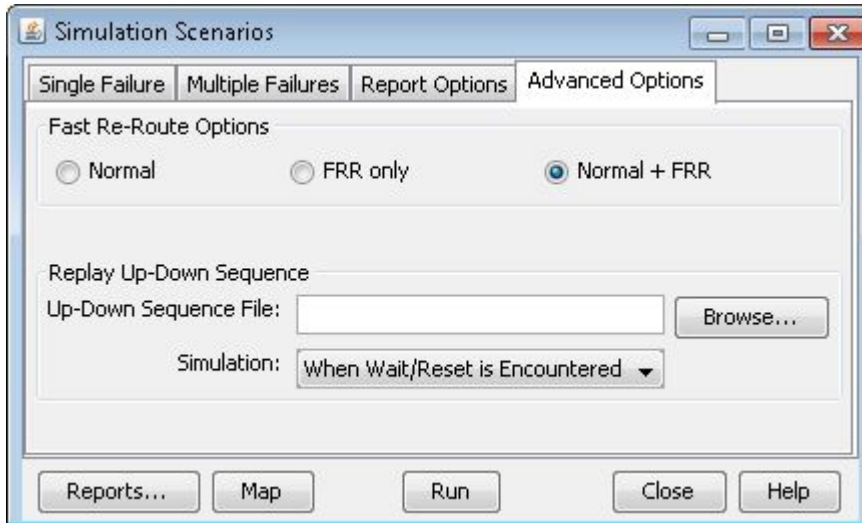 Simulation Scenarios
Single Failure Multiple Failures Report Options Advanced Options
Fast Re-Route Options
Normal FRR only Normal + FRR
Replay Up-Down Sequence
Up-Down Sequence File: Browse...
Simulation: When Wait/Reset is Encountered
Reports... Map Run Close Help